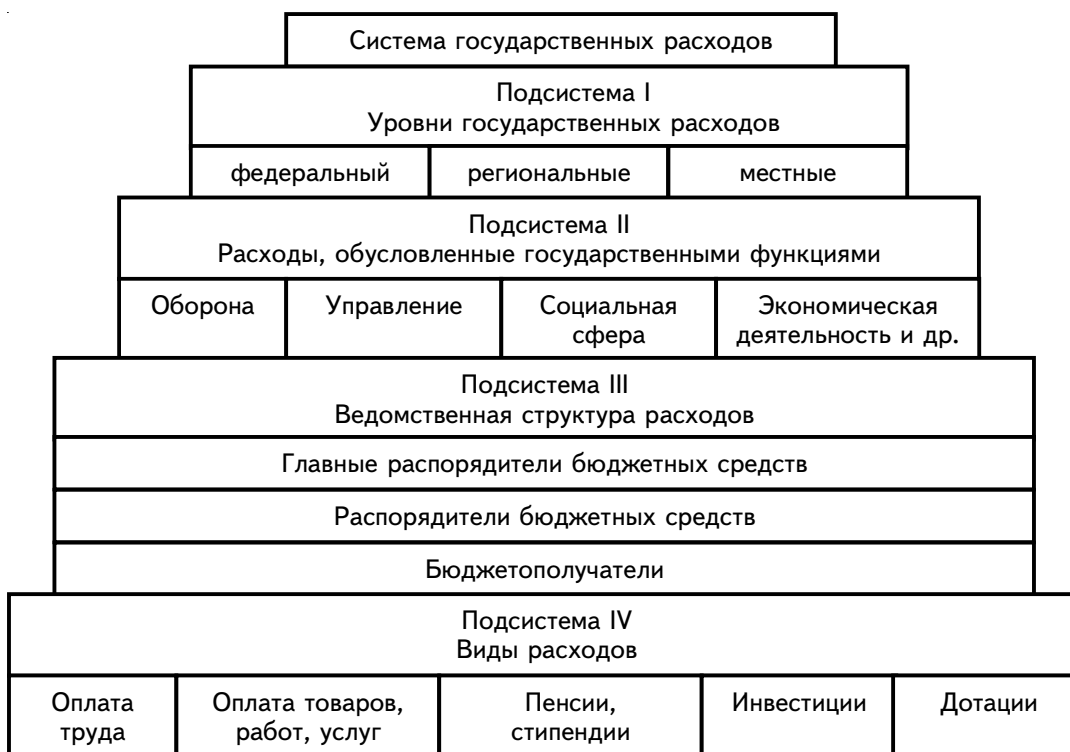 Система государственных расходов
Подсистема I
Уровни государственных расходов
федеральный
региональные
местные
Подсистема II
Расходы, обусловленные государственными функциями
Оборона
Управление
Социальная
сфера
Экономическая
деятельность и др.
Подсистема III
Ведомственная структура расходов
Главные распорядители бюджетных средств
Распорядители бюджетных средств
Бюджетополучатели
Подсистема IV
Виды расходов
Оплата
труда
Оплата товаров,
работ, услуг
Пенсии,
стипендии
Инвестиции
Дотации